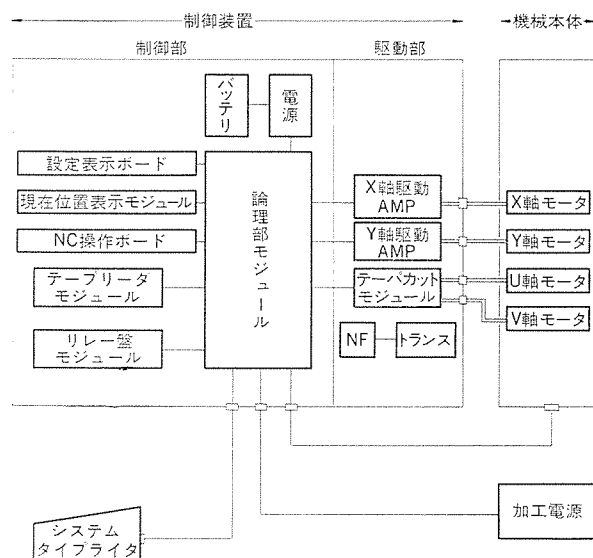 制御装置
機械本体
制御部
駆動部
バッテリ
電源
設定表示ボード
現在位置表示モジュール
NC操作ボード
テープリーダ
モジュール
リレー盤
モジュール
論理部モジュール
X軸駆動
AMP
Y軸駆動
AMP
テーパカット
モジュール
NF
トランス
X軸モータ
Y軸モータ
U軸モータ
V軸モータ
システム
タイプライタ
加工電源